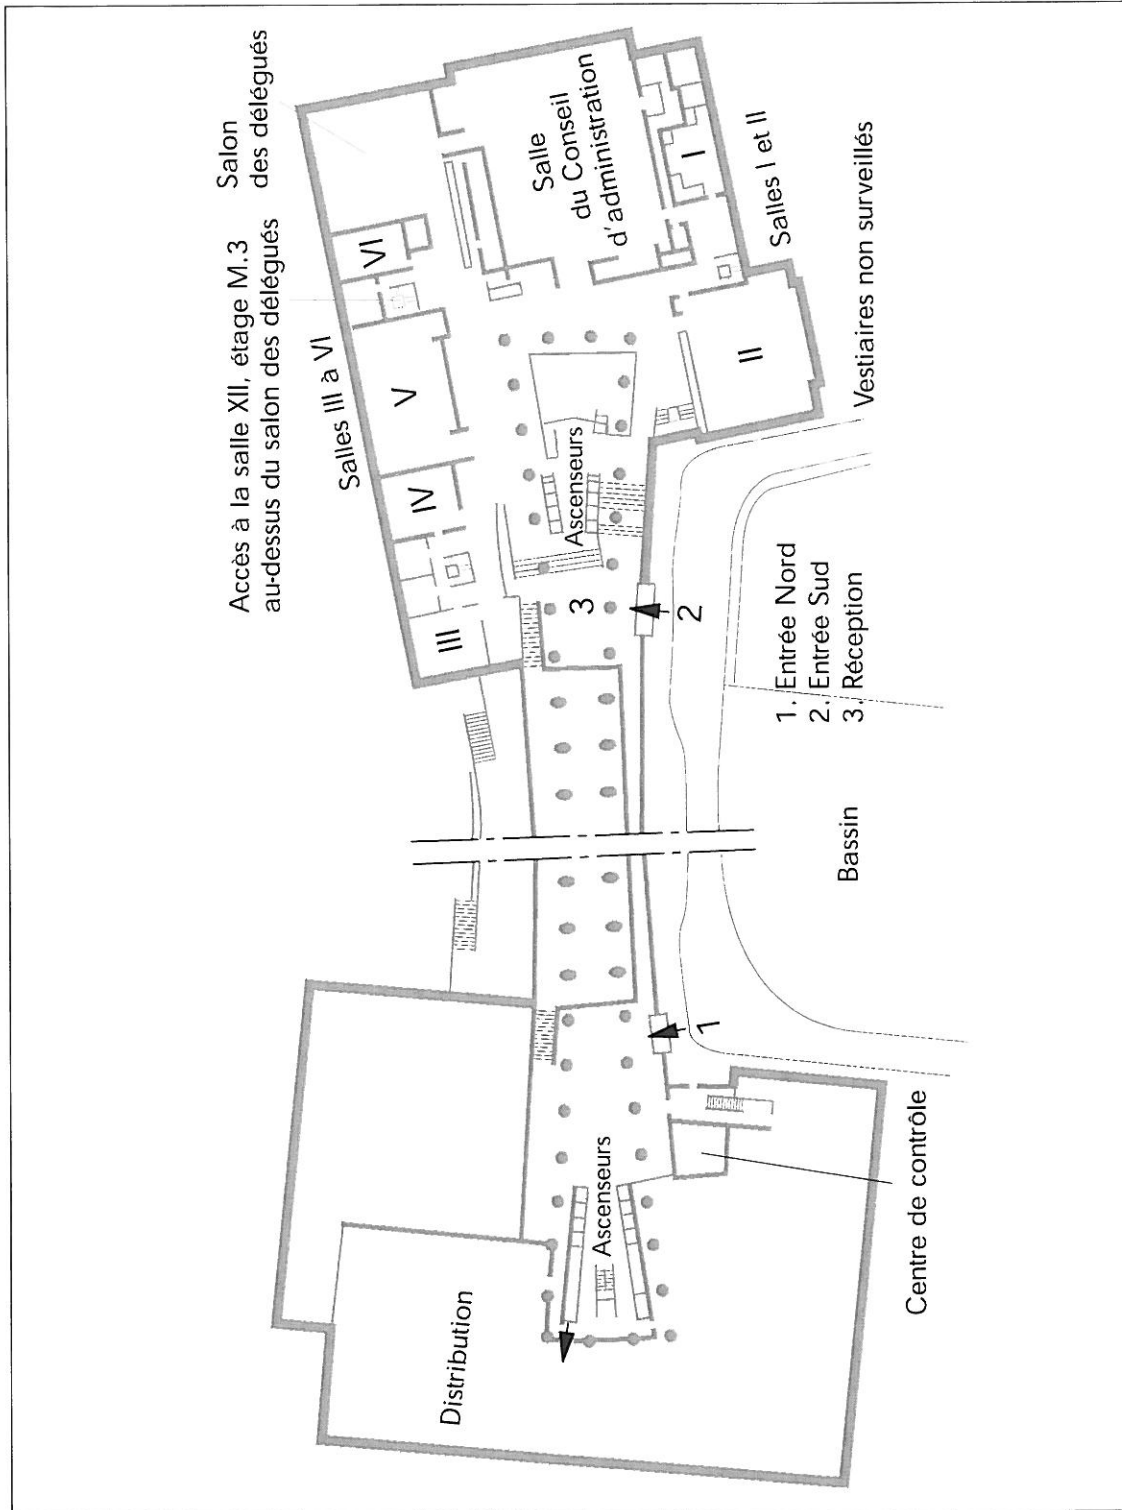 Salon
des délégués
Accès à la salle XII, étage M.3
au-dessus du salon des délégués
Salles III à VI
VI
V
IV
III
Salle
du Conseil
d'administration
I
II
Salles I et II
Vestiaires non surveillés
Ascenseurs
3
2
1. Entrée Nord
2. Entrée Sud
3. Réception
Bassin
1
Ascenseurs
Distribution
Centre de contrôle